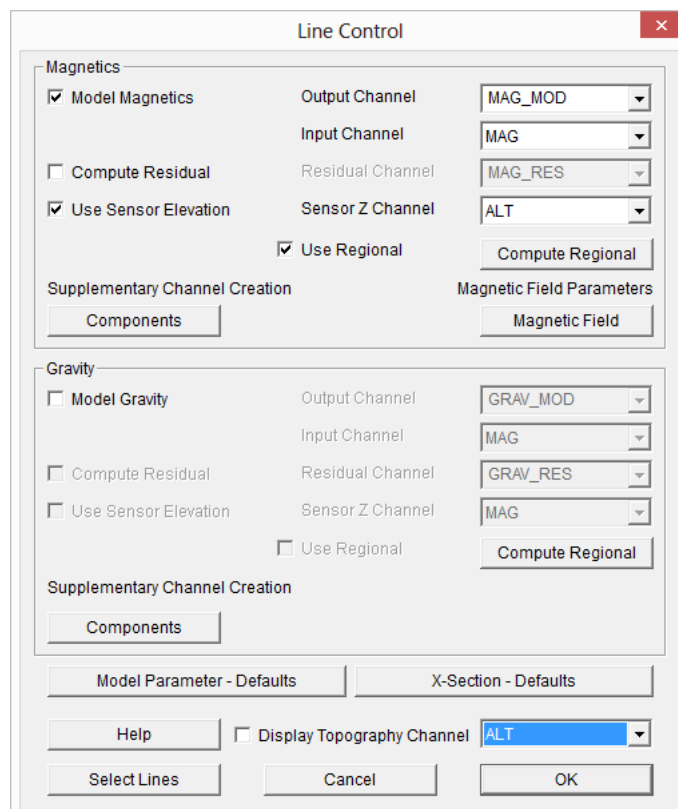 Line Control
Magnetics
Model Magnetics Output Channel MAG_MOD
Input Channel MAG
Compute Residual Residual Channel MAG_RES
Use Sensor Elevation Sensor Z Channel ALT
Use Regional Compute Regional
Supplementary Channel Creation Magnetic Field Parameters
Components Magnetic Field
Gravity
Model Gravity Output Channel GRAV_MOD
Input Channel MAG
Compute Residual Residual Channel GRAV_RES
Use Sensor Elevation Sensor Z Channel MAG
Use Regional Compute Regional
Supplementary Channel Creation
Components
Model Parameter - Defaults X-Section - Defaults
Help Display Topography Channel ALT
Select Lines Cancel OK